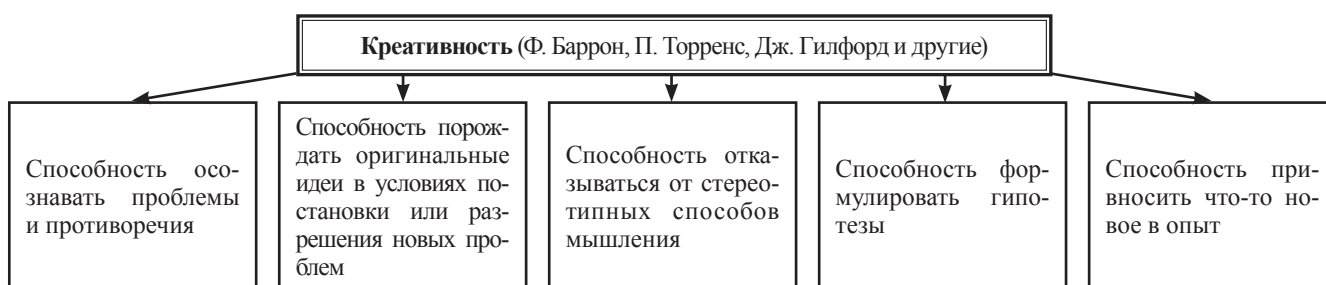 Креативность (Ф. Баррон, П. Торренс, Дж. Гилфорд и другие)
Способность осо-
знавать проблемы
и противоречия
Способность порож-
дать оригинальные
идеи в условиях по-
становки или раз-
решения новых про-
блем
Способность отка-
зываться от стерео-
типных способов
мышления
Способность фор-
мулировать гипо-
тезы
Способность при-
вносить что-то но-
вое в опыт